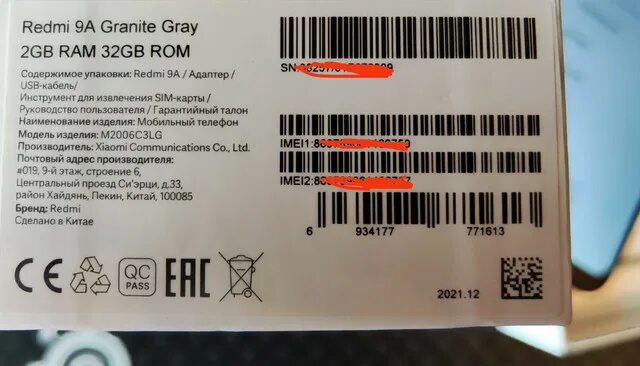 Redmi 9A Granite Gray
2GB RAM 32GB ROM
Содержимое упаковки: Redmi 9A / Адаптер /
USB-кабель/
Инструмент для извлечения SIM-карты /
Руководство пользователя / Гарантийный талон
Наименование изделия: Мобильный телефон
Модель изделия: M2006C3LG
Производитель: Xiaomi Communications Co., Ltd.
Почтовый адрес производителя:
#019, 9-й этаж, строение 6,
Центральный проезд Си'эрци, д.33,
район Хайдянь, Пекин, Китай, 100085
Бренд: Redmi
Сделано в Китае
CE
QC
PASS
EAC
SN:
IMEI1:
IMEI2:
6 934177 771613
2021.12